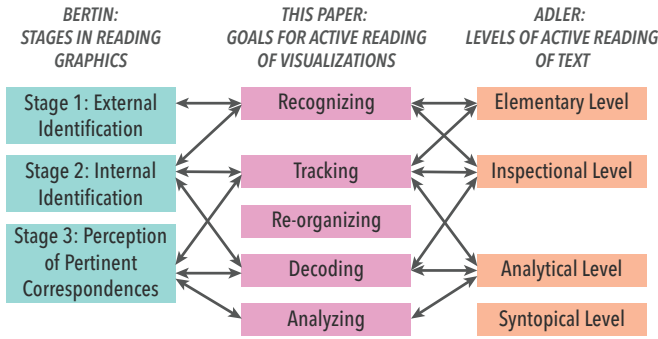 BERTIN:
STAGES IN READING
GRAPHICS
THIS PAPER:
GOALS FOR ACTIVE READING
OF VISUALIZATIONS
ADLER:
LEVELS OF ACTIVE READING
OF TEXT
Stage 1: External
Identification
Stage 2: Internal
Identification
Stage 3: Perception
of Pertinent
Correspondences
Recognizing
Tracking
Re-organizing
Decoding
Analyzing
Elementary Level
Inspectional Level
Analytical Level
Syntopical Level